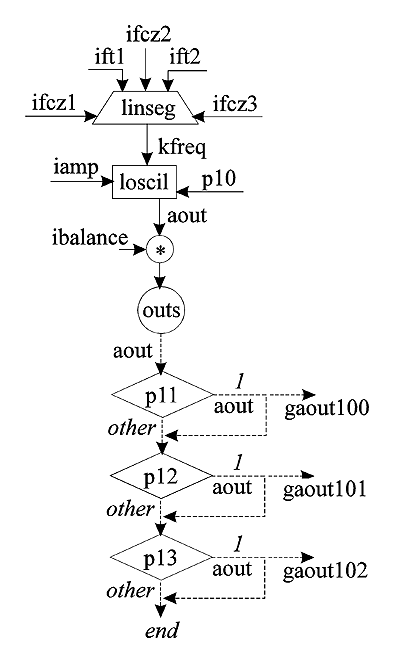 ifcz2
ift1 ift2
ifcz1 linseg ifcz3
kfreq
iamp loscil p10
aout
ibalance *
outs
aout
p11 1 aout gaout100
other
p12 1 aout gaout101
other
p13 1 aout gaout102
other
end